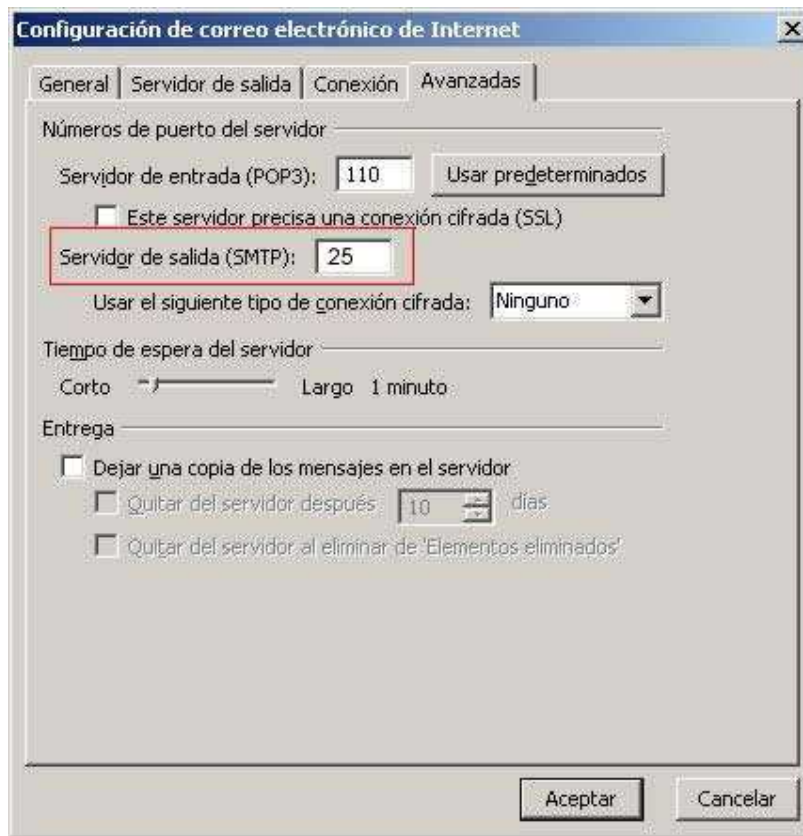 Configuración de correo electrónico de Internet
General Servidor de salida Conexión Avanzadas
Números de puerto del servidor
Servidor de entrada (POP3): 110 Usar predeterminados
Este servidor precisa una conexión cifrada (SSL)
Servidor de salida (SMTP): 25
Usar el siguiente tipo de conexión cifrada: Ninguno
Tiempo de espera del servidor
Corto Largo 1 minuto
Entrega
Dejar una copia de los mensajes en el servidor
Quitar del servidor después 10 días
Quitar del servidor al eliminar de 'Elementos eliminados'
Aceptar Cancelar